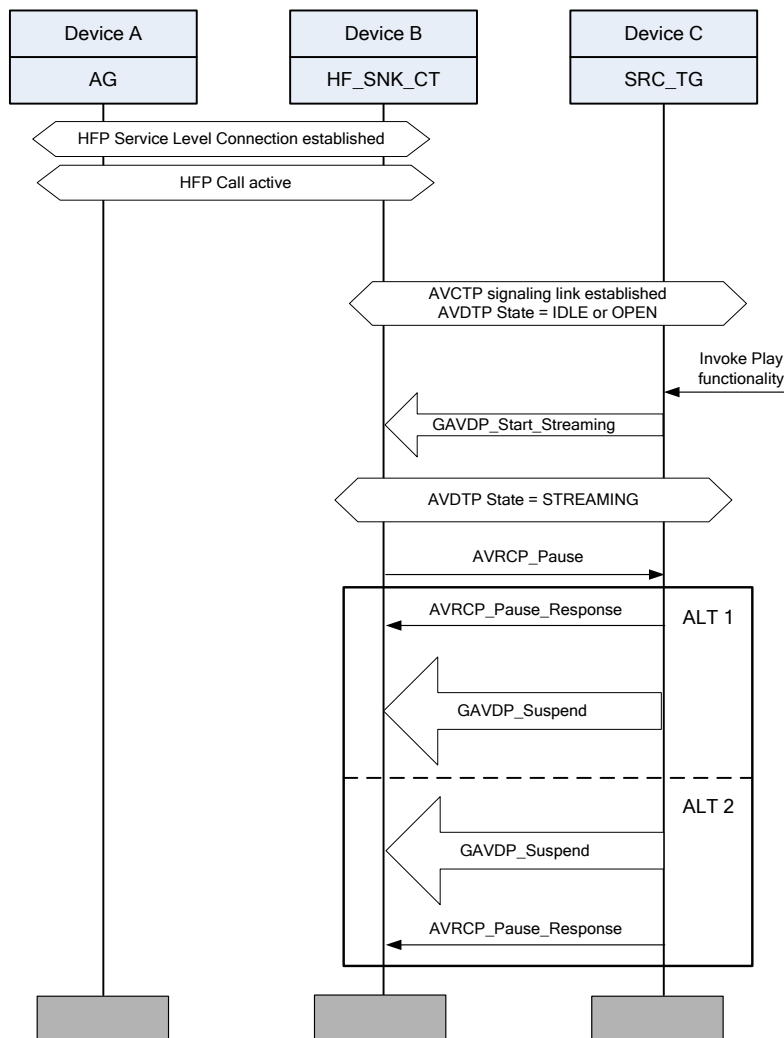 Device A
Device B
Device C
AG
HF_SNK_CT
SRC_TG
HFP Service Level Connection established
HFP Call active
AVCTP signaling link established
AVDTP State = IDLE or OPEN
Invoke Play
functionality
GAVDP_Start_Streaming
AVDTP State = STREAMING
AVRCP_Pause
AVRCP_Pause_Response
ALT 1
GAVDP_Suspend
ALT 2
GAVDP_Suspend
AVRCP_Pause_Response